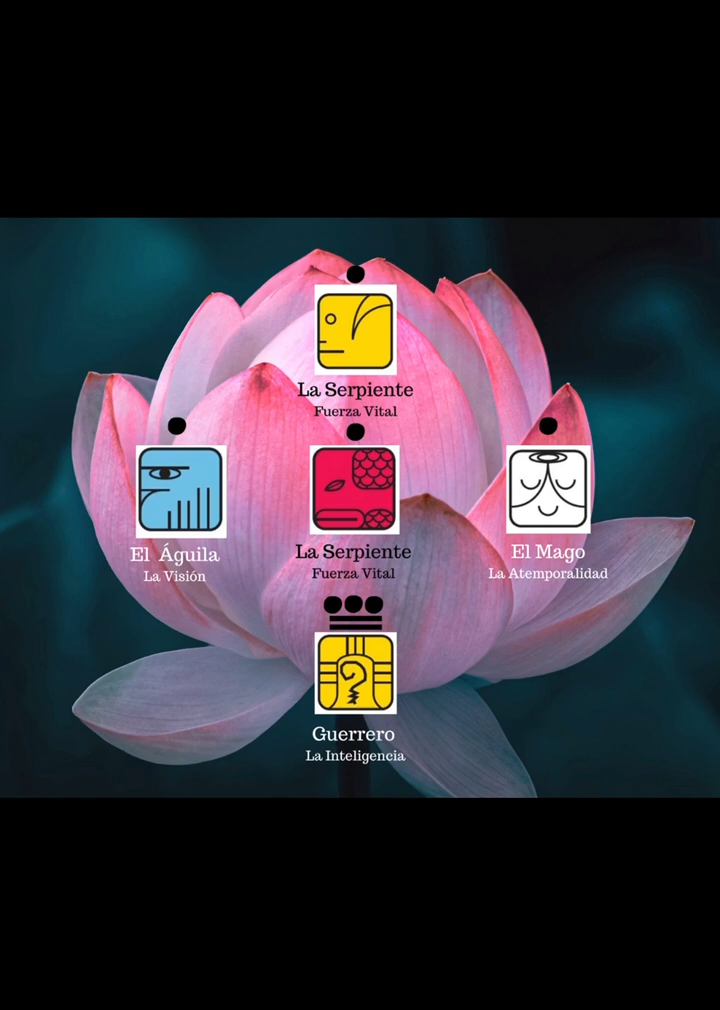 La Serpiente
Fuerza Vital
El Águila
La Visión
La Serpiente
Fuerza Vital
El Mago
La Atemporalidad
Guerrero
La Inteligencia